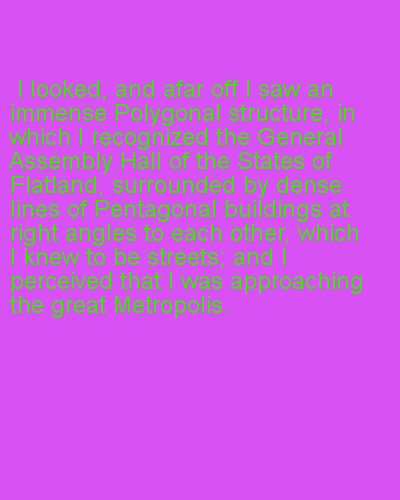 I looked, and afar off I saw an
immense Polygonal structure, in
which I recognized the General
Assembly Hall of the States of
Flatland, surrounded by dense
lines of Pentagonal buildings at
right angles to each other, which
I knew to be streets; and I
perceived that I was approaching
the great Metropolis.